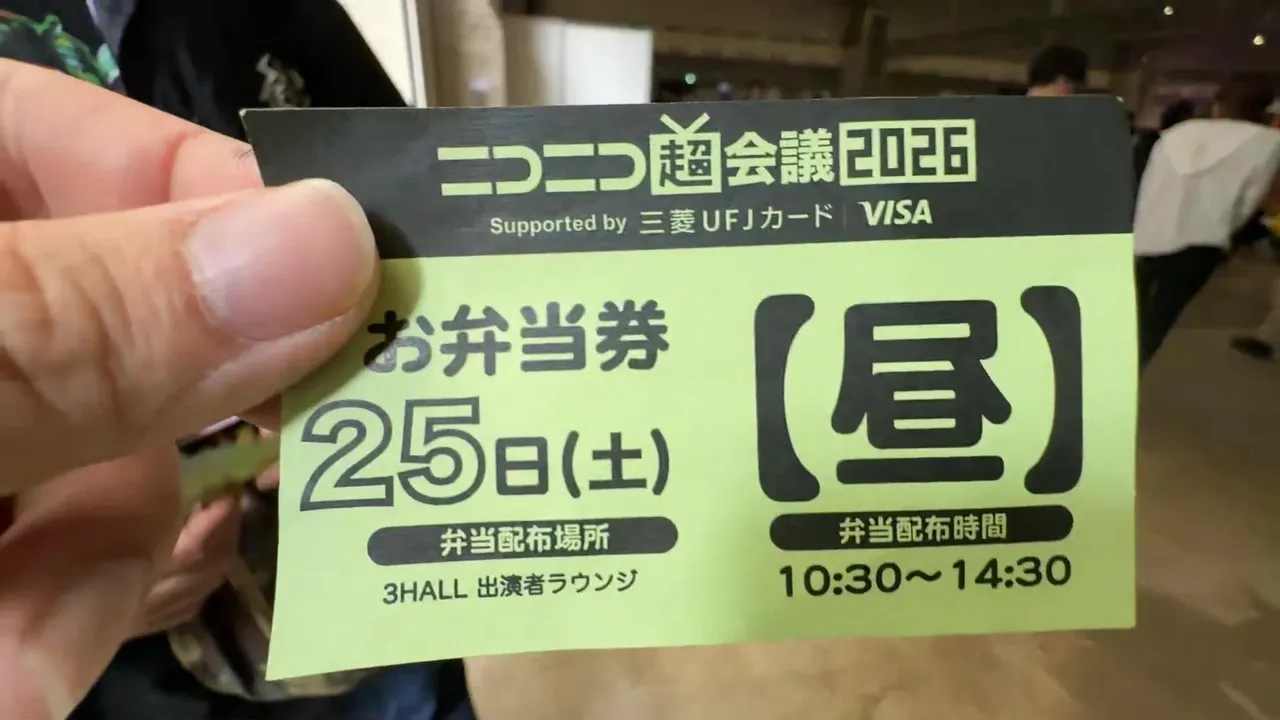 ニコニコ超会議2026
Supported by 三菱UFJカード VISA
お弁当券
25日(土)
弁当配布場所
3HALL 出演者ラウンジ
【昼】
弁当配布時間
10:30～14:30